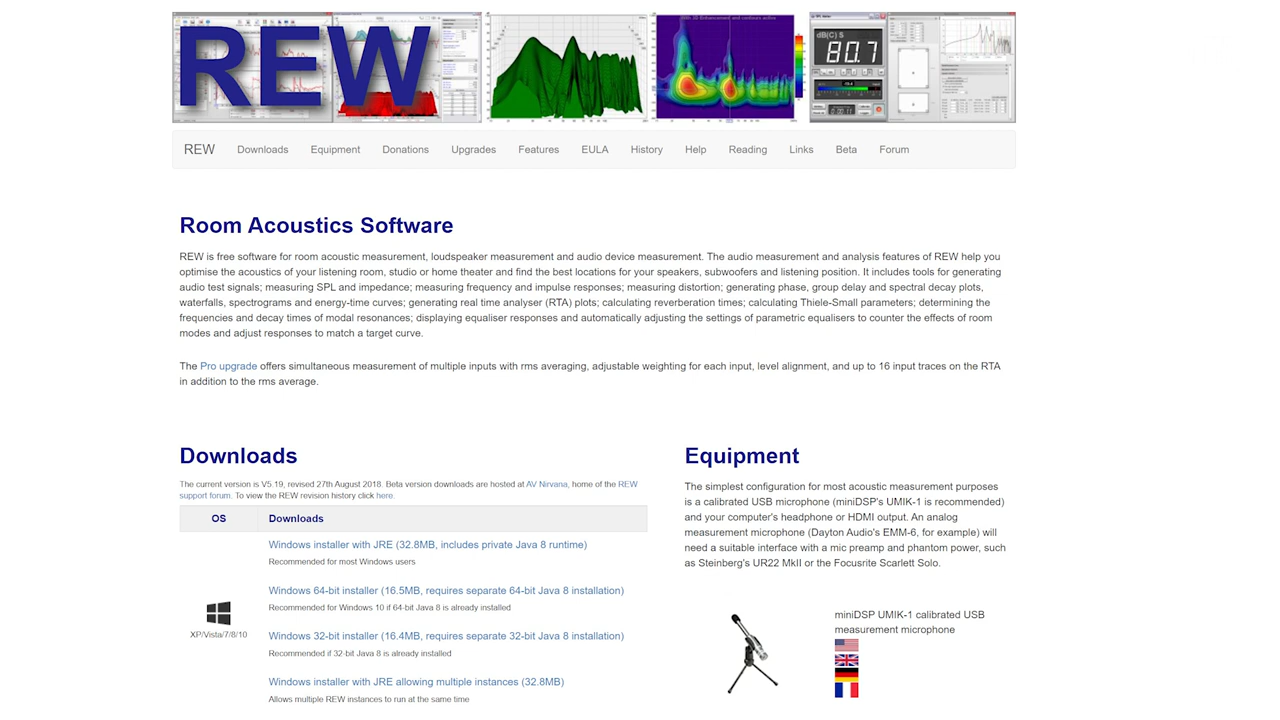 REW
dB(C) S
80.7
REW Downloads Equipment Donations Upgrades Features EULA History Help Reading Links Beta Forum
Room Acoustics Software
REW is free software for room acoustic measurement, loudspeaker measurement and audio device measurement. The audio measurement and analysis features of REW help you
optimise the acoustics of your listening room, studio or home theater and find the best locations for your speakers, subwoofers and listening position. It includes tools for generating
audio test signals; measuring SPL and impedance; measuring frequency and impulse responses; measuring distortion; generating phase, group delay and spectral decay plots,
waterfalls, spectrograms and energy-time curves; generating real time analyser (RTA) plots; calculating reverberation times; calculating Thiele-Small parameters; determining the
frequencies and decay times of modal resonances; displaying equaliser responses and automatically adjusting the settings of parametric equalisers to counter the effects of room
modes and adjust responses to match a target curve.
The Pro upgrade offers simultaneous measurement of multiple inputs with rms averaging, adjustable weighting for each input, level alignment, and up to 16 input traces on the RTA
in addition to the rms average.
Downloads
The current version is V5.19, revised 27th August 2018. Beta version downloads are hosted at AV Nirvana, home of the REW
support forum. To view the REW revision history click here.
OS Downloads
Windows installer with JRE (32.8MB, includes private Java 8 runtime)
Recommended for most Windows users
Windows 64-bit installer (16.5MB, requires separate 64-bit Java 8 installation)
Recommended for Windows 10 if 64-bit Java 8 is already installed
XP/Vista/7/8/10
Windows 32-bit installer (16.4MB, requires separate 32-bit Java 8 installation)
Recommended if 32-bit Java 8 is already installed
Windows installer with JRE allowing multiple instances (32.8MB)
Allows multiple REW instances to run at the same time
Equipment
The simplest configuration for most acoustic measurement purposes
is a calibrated USB microphone (miniDSP's UMIK-1 is recommended)
and your computer's headphone or HDMI output. An analog
measurement microphone (Dayton Audio's EMM-6, for example) will
need a suitable interface with a mic preamp and phantom power, such
as Steinberg's UR22 MkII or the Focusrite Scarlett Solo.
miniDSP UMIK-1 calibrated USB
measurement microphone